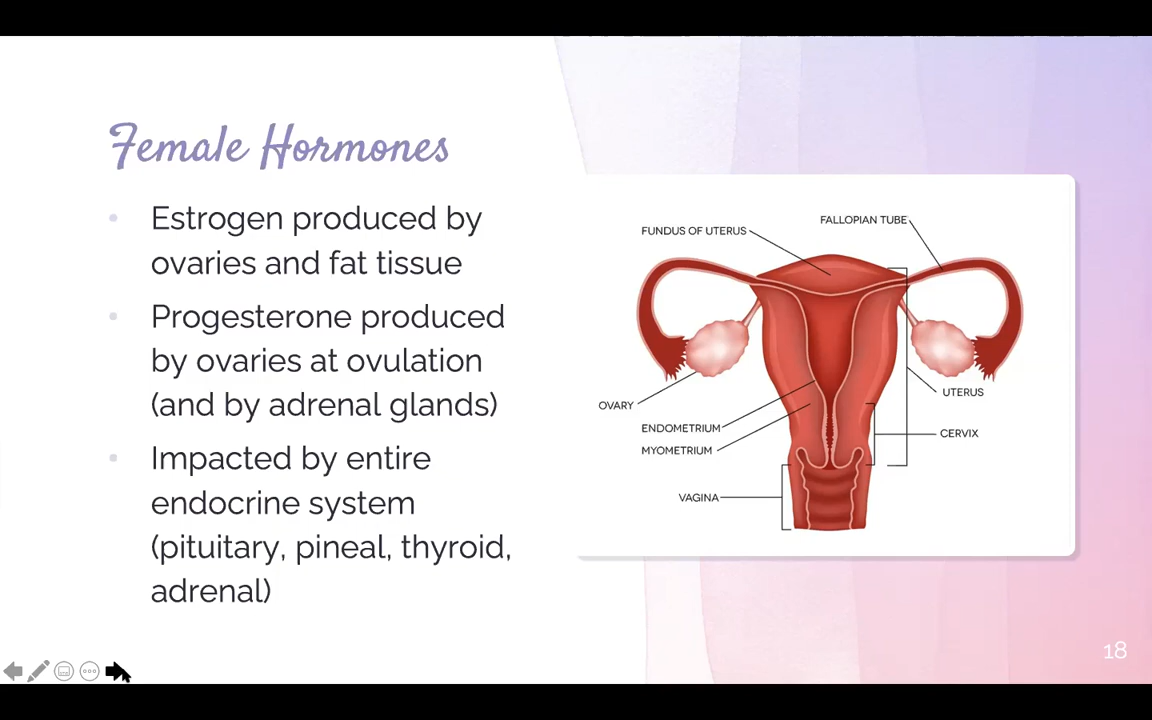 Female Hormones
• Estrogen produced by
ovaries and fat tissue
• Progesterone produced
by ovaries at ovulation
(and by adrenal glands)
• Impacted by entire
endocrine system
(pituitary, pineal, thyroid,
adrenal)
FUNDUS OF UTERUS
FALLOPIAN TUBE
OVARY
ENDOMETRIUM
MYOMETRIUM
VAGINA
UTERUS
CERVIX
18